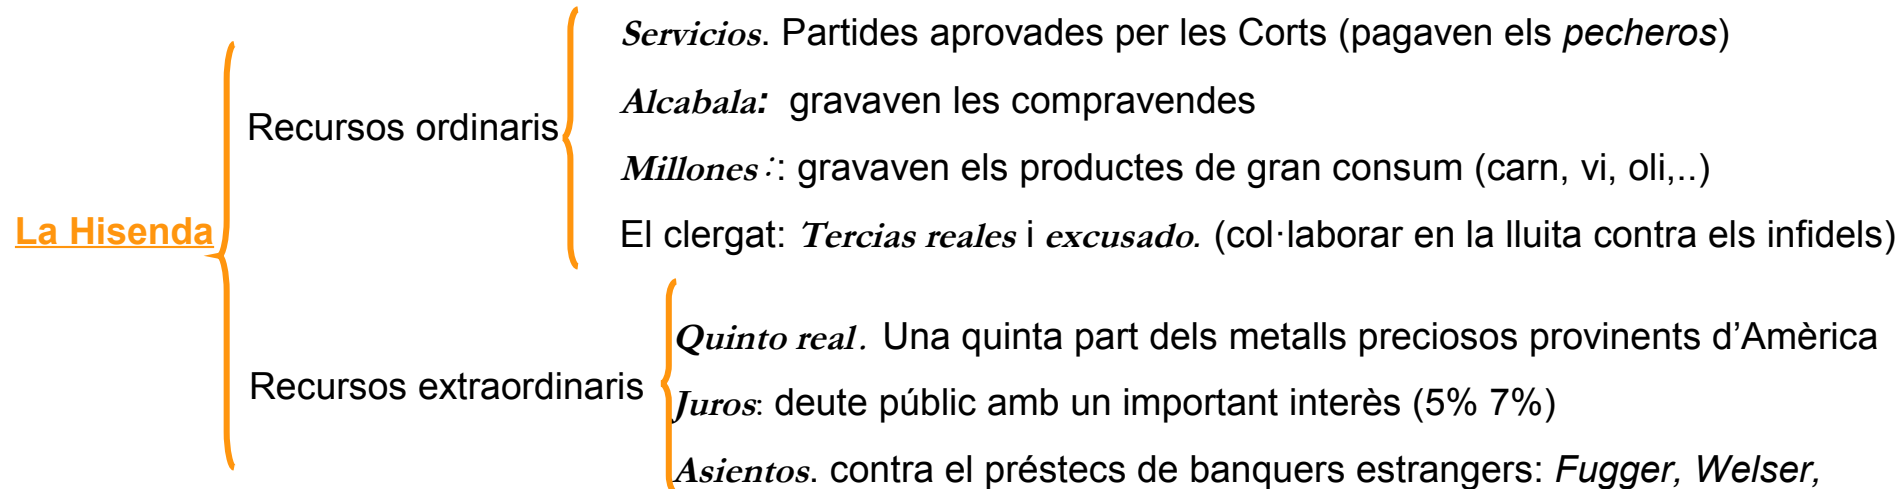 Servicios. Partides aprovades per les Corts (pagaven els pecheros)
Alcabala: gravaven les compravendes
Recursos ordinaris
Millones:: gravaven els productes de gran consum (carn, vi, oli,..)
La Hisenda
El clergat: Tercias reales i excusado. (col·laborar en la lluita contra els infidels)
Quinto real. Una quinta part dels metalls preciosos provinents d’Amèrica
Recursos extraordinaris
Juros: deute públic amb un important interès (5% 7%)
Asientos. contra el préstecs de banquers estrangers: Fugger, Welser,